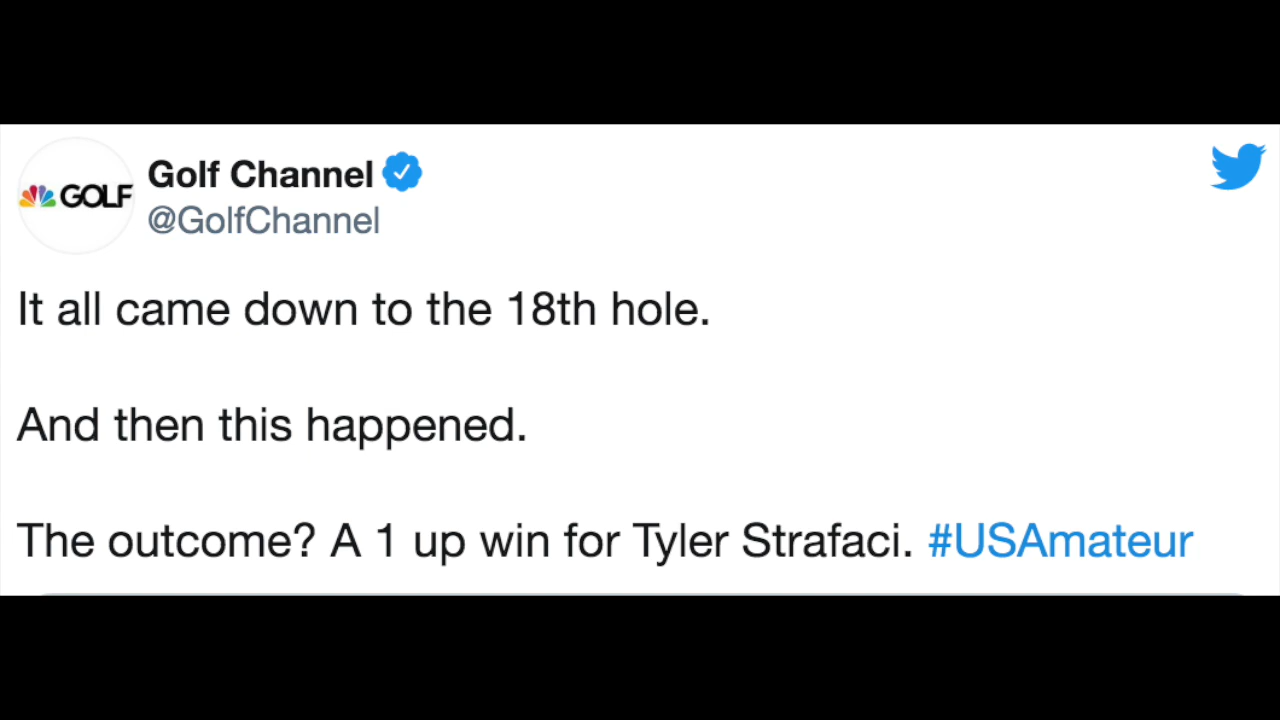 GOLF
Golf Channel
@GolfChannel
It all came down to the 18th hole.
And then this happened.
The outcome? A 1 up win for Tyler Strafaci. #USAmateur